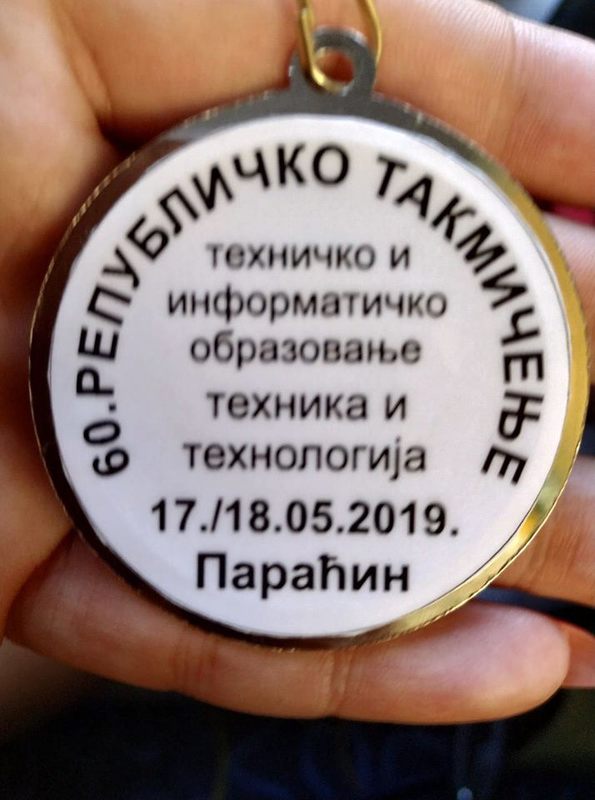 60.РЕПУБЛИЧКО ТАКМИЧЕЊЕ
техничко и
информатичко
образовање
техника и
технологија
17./18.05.2019.
Параћин